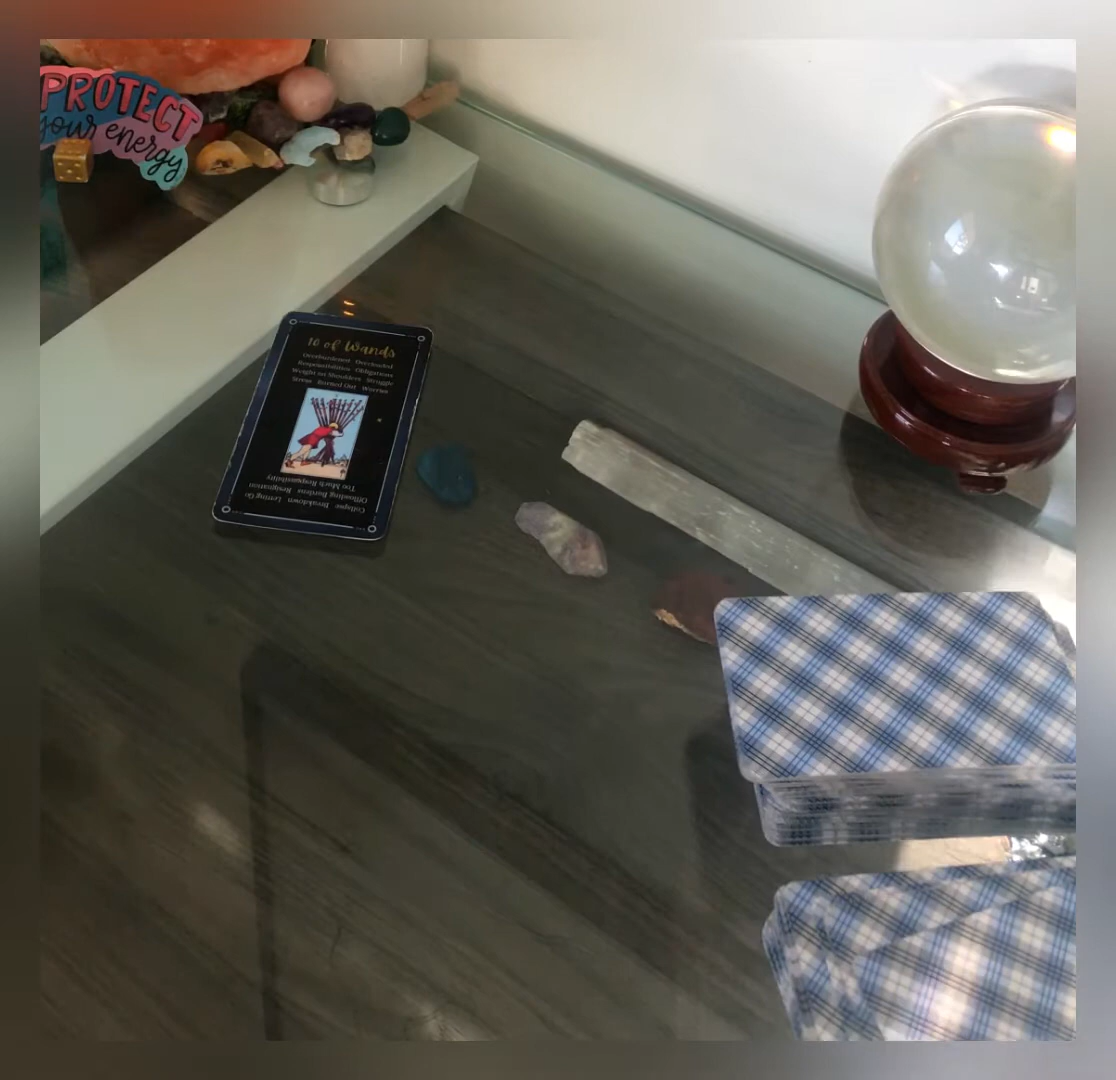 PROTECT
your energy
10 of Wands
Overburdened Overloaded
Responsibilities Obligations
Weight on Shoulders Struggle
Stress Burned Out Worries
Too Much Responsibility
Offloading Burdens Resignation
Collapse Breakdown Letting Go